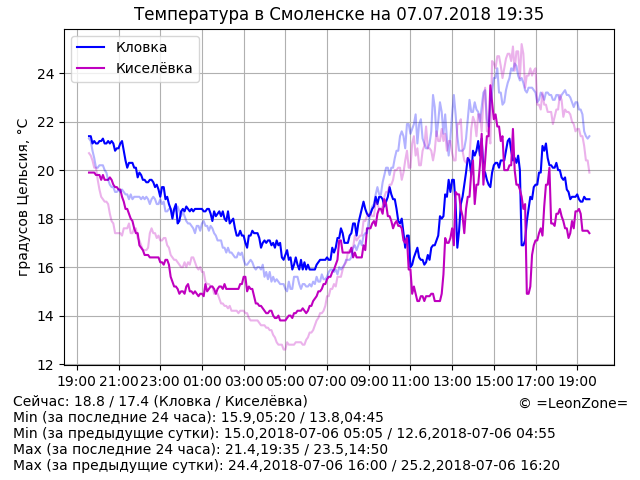 Температура в Смоленске на 07.07.2018 19:35
Кловка
Киселёвка
градусов Цельсия, °C
24
22
20
18
16
14
12
19:00 21:00 23:00 01:00 03:00 05:00 07:00 09:00 11:00 13:00 15:00 17:00 19:00
Сейчас: 18.8 / 17.4 (Кловка / Киселёвка)
© =LeonZone=
Min (за последние 24 часа): 15.9,05:20 / 13.8,04:45
Min (за предыдущие сутки): 15.0,2018-07-06 05:05 / 12.6,2018-07-06 04:55
Max (за последние 24 часа): 21.4,19:35 / 23.5,14:50
Max (за предыдущие сутки): 24.4,2018-07-06 16:00 / 25.2,2018-07-06 16:20